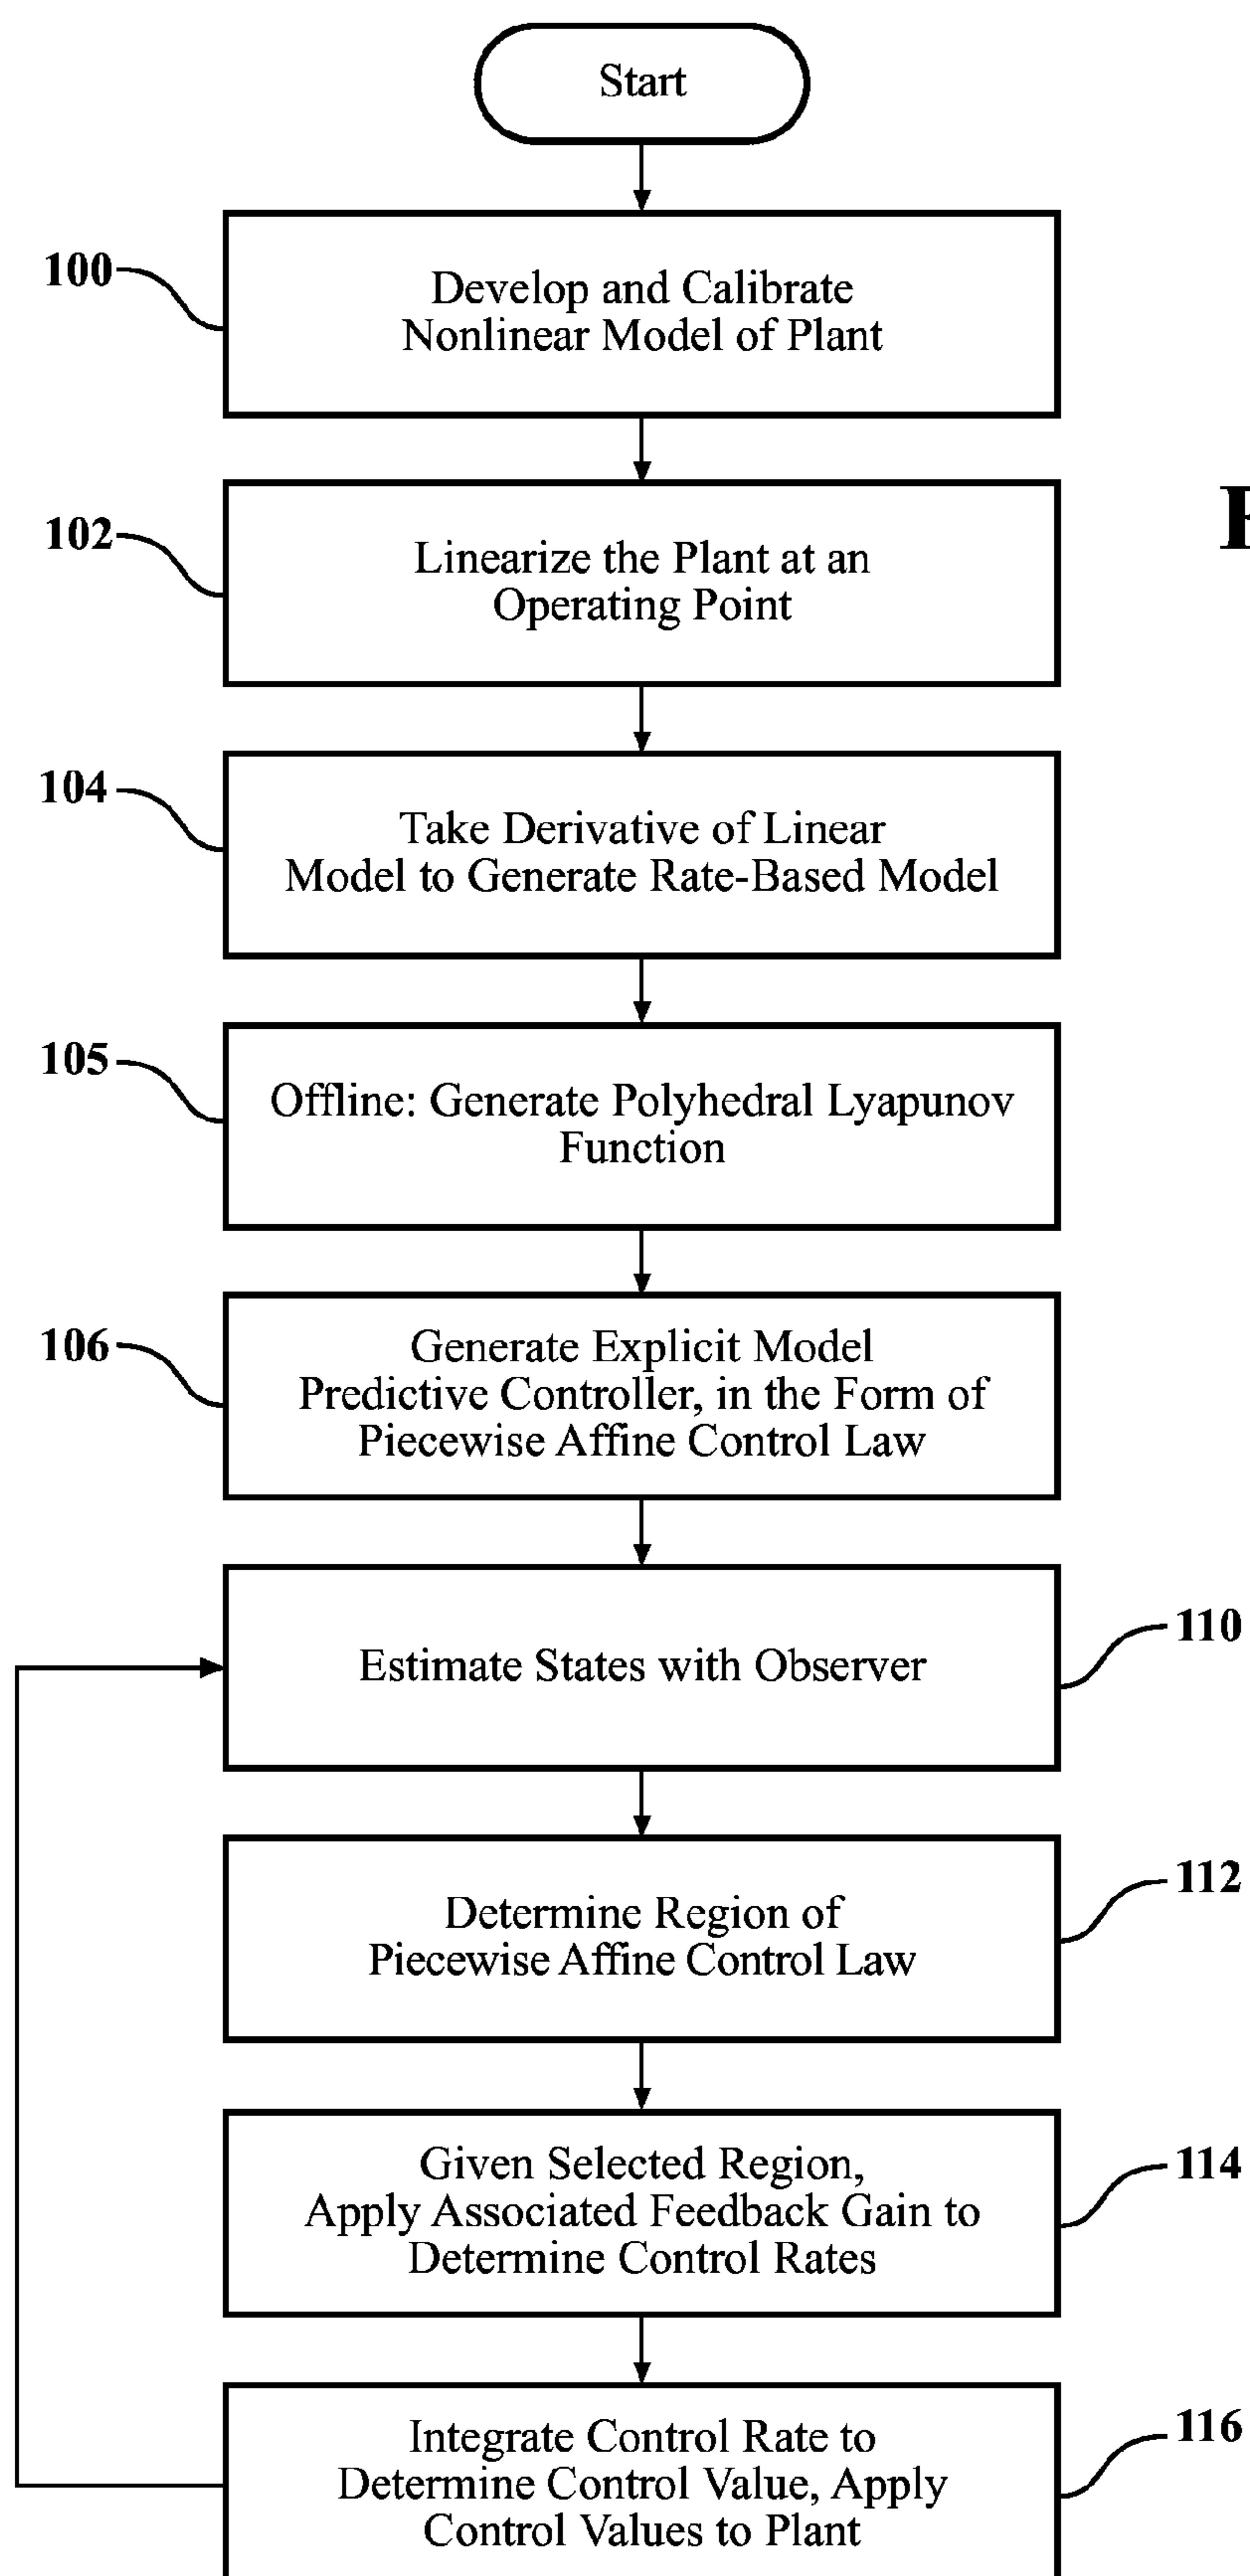 Start
100
Develop and Calibrate
Nonlinear Model of Plant
102
Linearize the Plant at an
Operating Point
104
Take Derivative of Linear
Model to Generate Rate-Based Model
105
Offline: Generate Polyhedral Lyapunov
Function
106
Generate Explicit Model
Predictive Controller, in the Form of
Piecewise Affine Control Law
110
Estimate States with Observer
112
Determine Region of
Piecewise Affine Control Law
114
Given Selected Region,
Apply Associated Feedback Gain to
Determine Control Rates
116
Integrate Control Rate to
Determine Control Value, Apply
Control Values to Plant